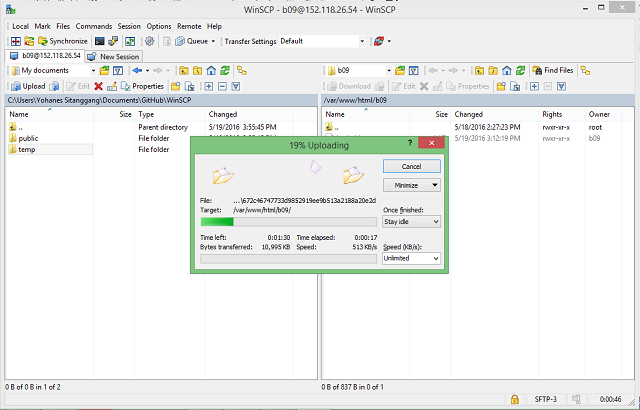 WinSCP - b09@152.118.26.54 - WinSCP
Local Mark Files Commands Session Options Remote Help
Synchronize Queue Transfer Settings Default
b09@152.118.26.54 New Session
My documents b09 Find Files
Upload Edit Properties Download Edit Properties
C:\Users\Yohanes Sitanggang\Documents\GitHub\WinSCP /var/www/html/b09
Name Size Type Changed Name Size Changed Rights Owner
.. Parent directory 5/19/2016 3:55:45 PM .. 5/18/2016 2:27:23 PM rwxr-xr-x root
public File folder 5/19/2016 3:12:19 PM rwxr-xr-x b09
temp File folder
19% Uploading
?
Cancel
Minimize
File: ...\672c46747733d9852919ee9b513a2188a20e2d
Target: /var/www/html/b09/
Once finished:
Stay idle
Time left: 0:01:30 Time elapsed: 0:00:17
Bytes transferred: 10,995 KB Speed: 513 KB/s
Speed (KB/s):
Unlimited
0 B of 0 B in 1 of 2 0 B of 837 B in 0 of 1
SFTP-3 0:00:46